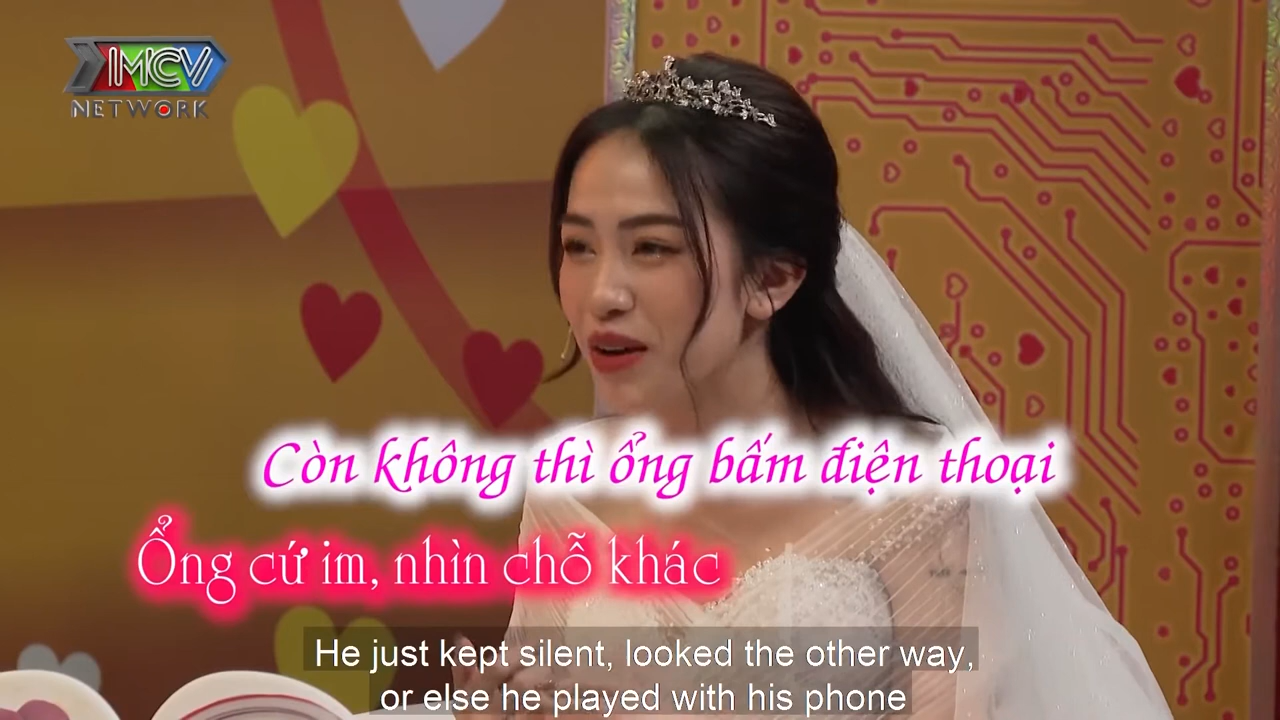 MCV
NETWORK
Còn không thì ổng bấm điện thoại
Ổng cứ im, nhìn chỗ khác
He just kept silent, looked the other way,
or else he played with his phone